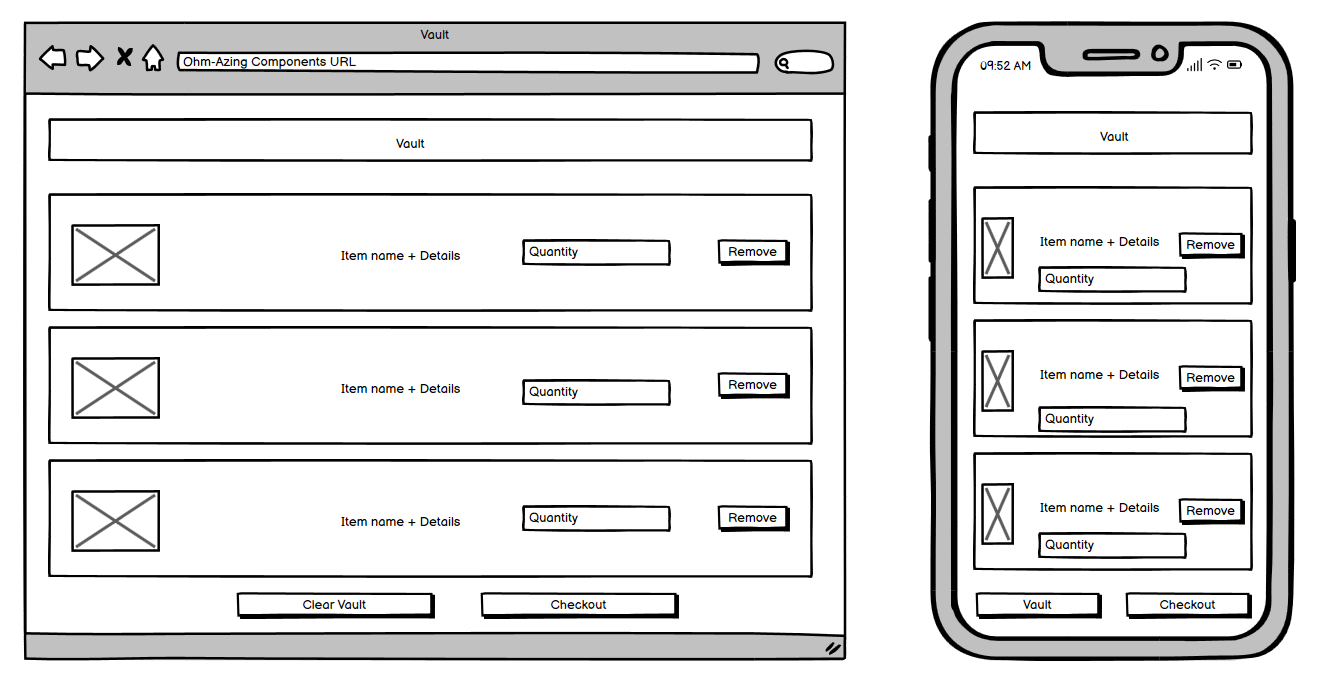 Vault
Ohm-Azing Components URL
Vault
Item name + Details
Quantity
Remove
Item name + Details
Quantity
Remove
Item name + Details
Quantity
Remove
Clear Vault
Checkout
09:52 AM
Vault
Item name + Details
Remove
Quantity
Item name + Details
Remove
Quantity
Item name + Details
Remove
Quantity
Vault
Checkout